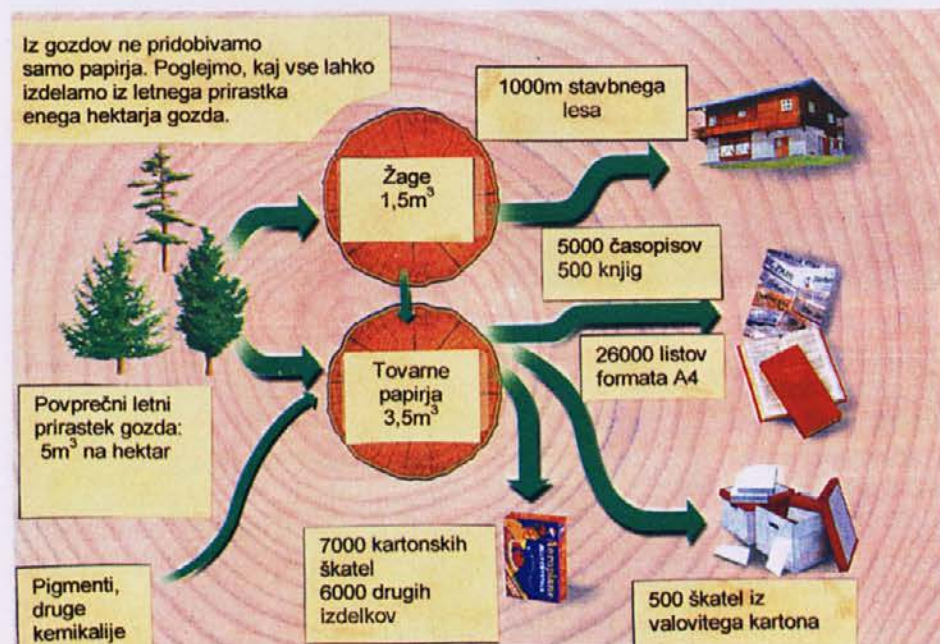 Iz gozdov ne pridobivamo
samo papirja. Poglejmo, kaj vse lahko
izdelamo iz letnega prirastka
enega hektarja gozda.
1000m stavbnega
lesa
Žage
1,5m³
5000 časopisov
500 knjig
26000 listov
formata A4
Tovarne
papirja
3,5m³
Povprečni letni
prirastek gozda:
5m³ na hektar
Pigmenti,
druge
kemikalije
7000 kartonskih
škatel
6000 drugih
izdelkov
500 škatel iz
valovitega kartona